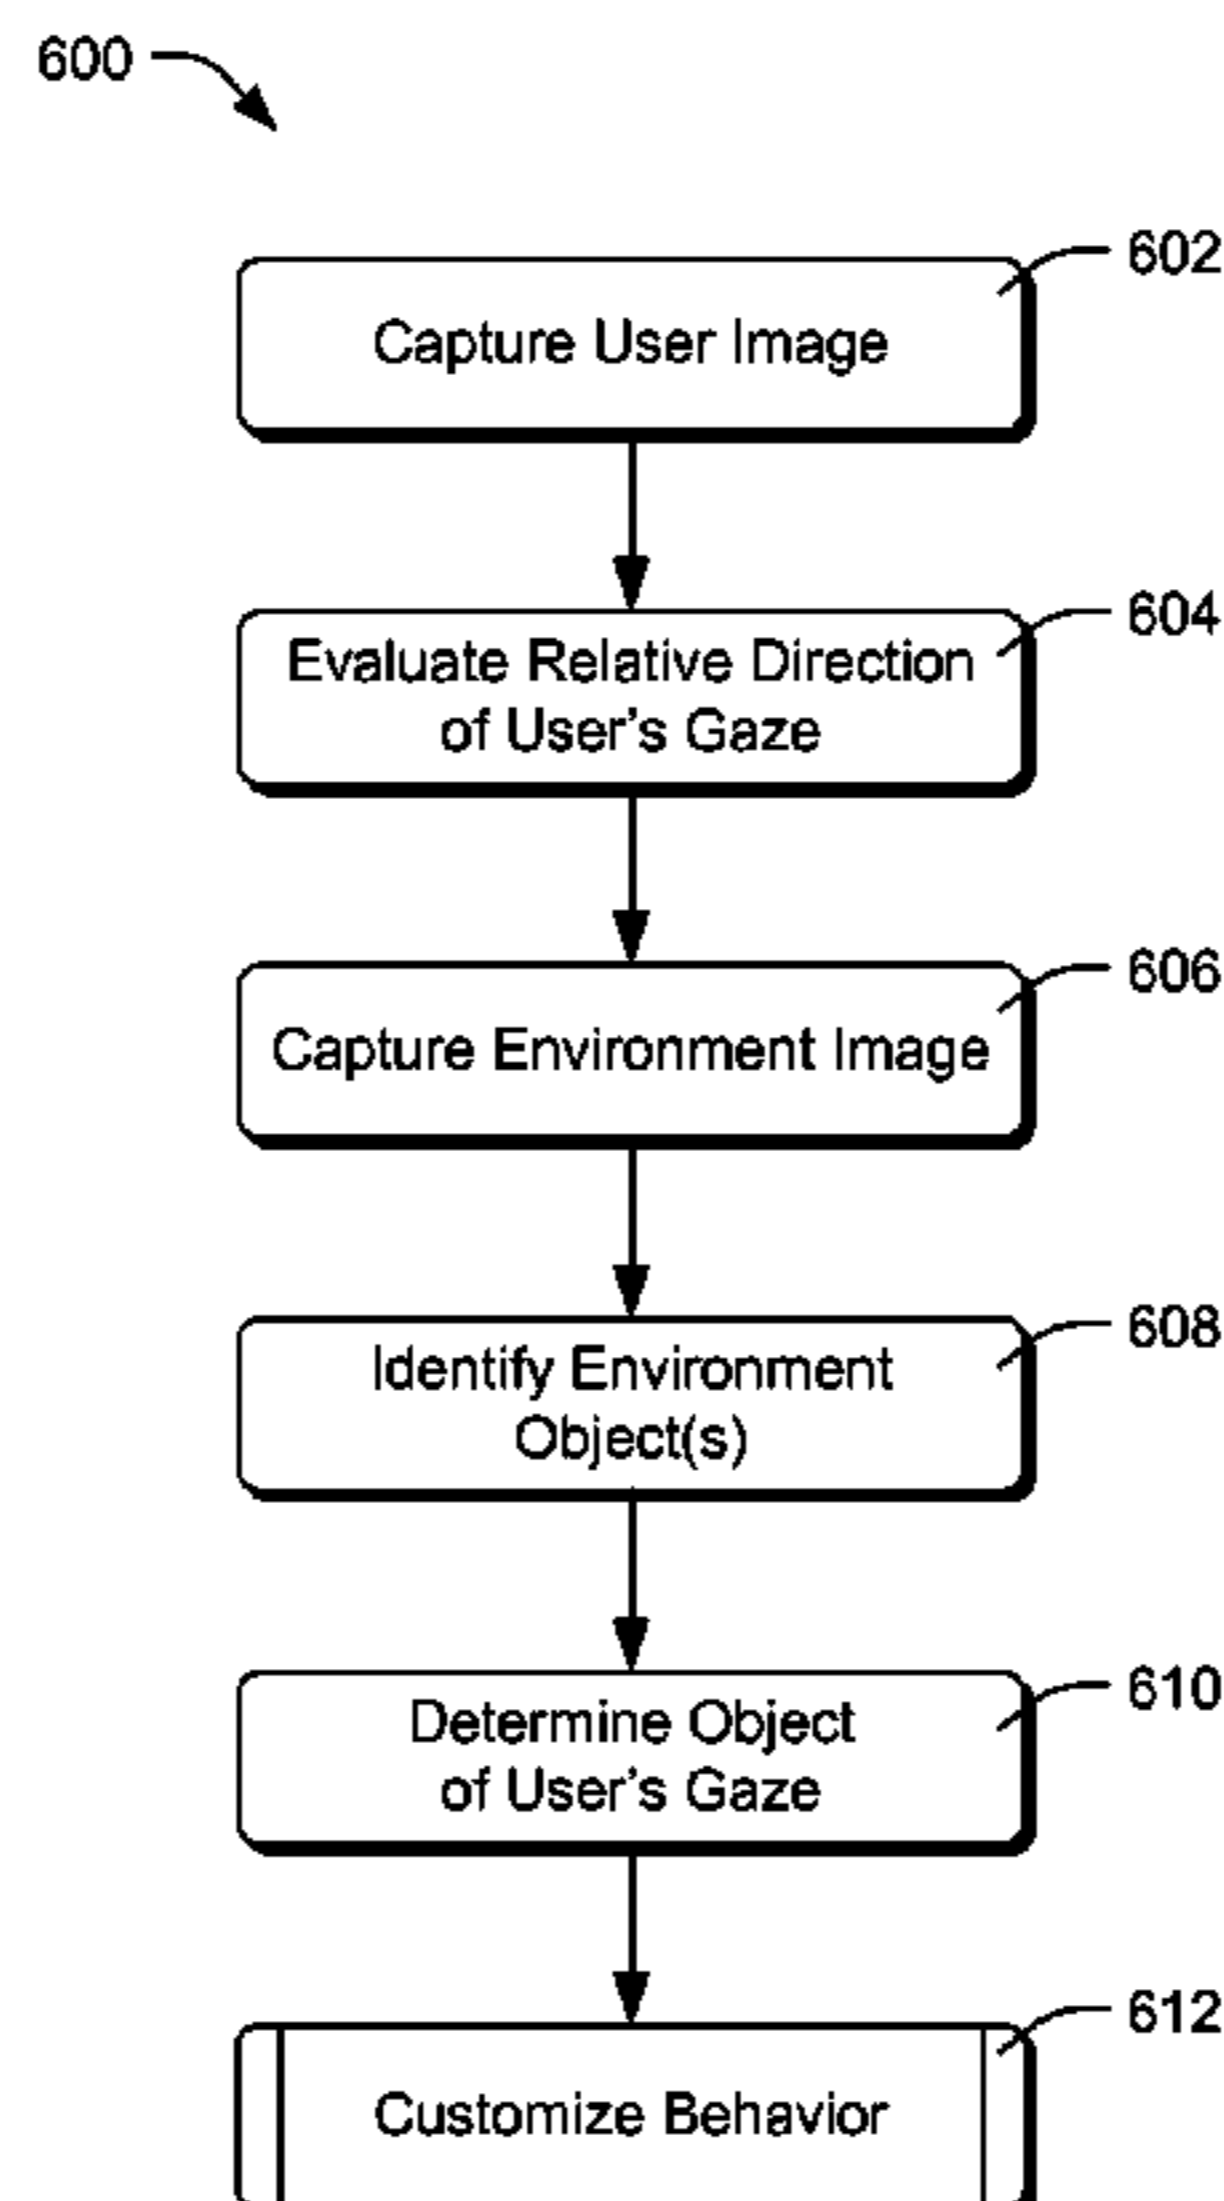 600
602
Capture User Image
604
Evaluate Relative Direction
of User's Gaze
606
Capture Environment Image
608
Identify Environment
Object(s)
610
Determine Object
of User's Gaze
612
Customize Behavior